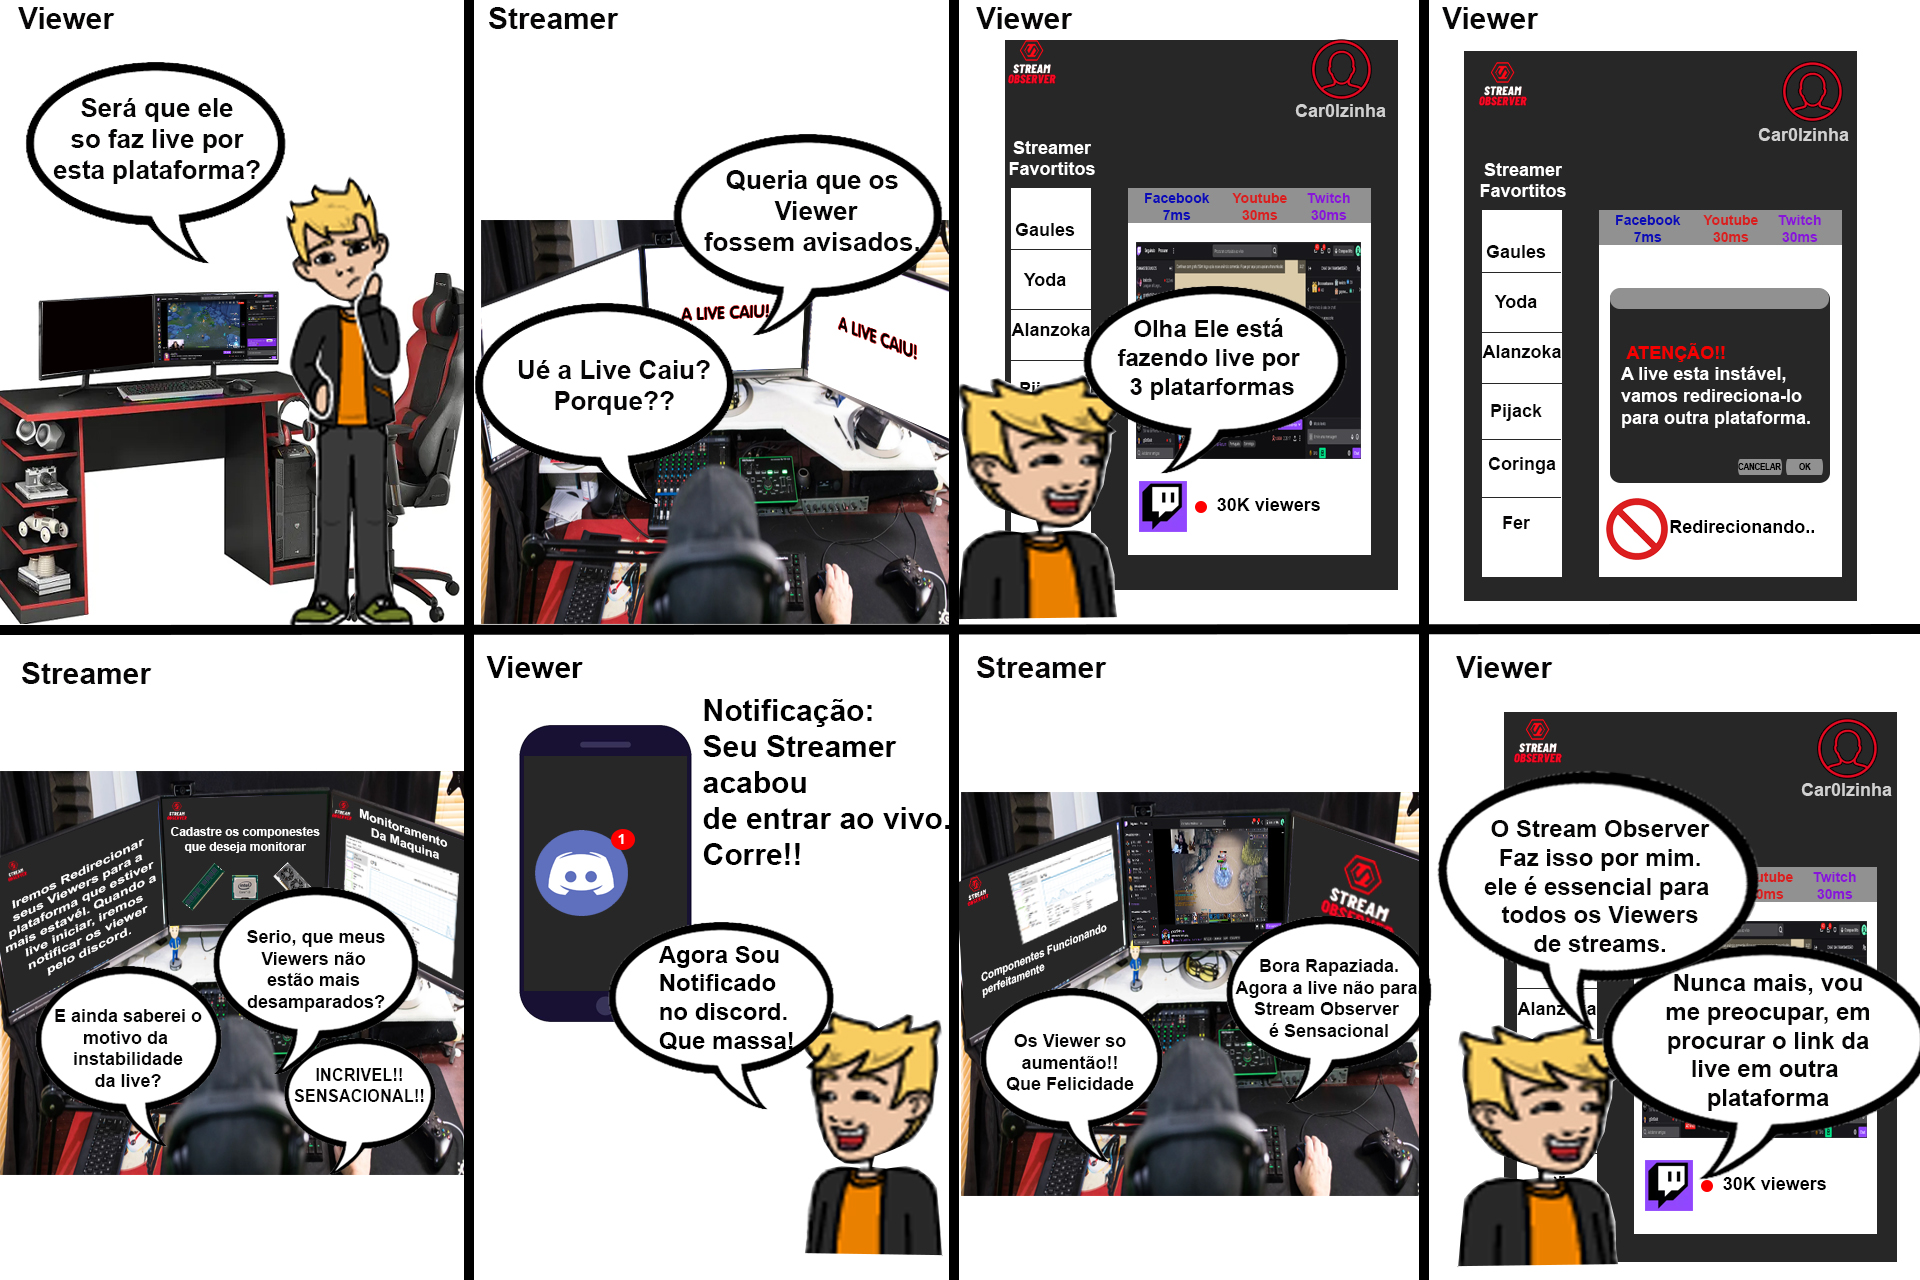 Viewer
Será que ele
so faz live por
esta plataforma?
Streamer
Queria que os
Viewer
fossem avisados.
A LIVE CAIU!
A LIVE CAIU!
Ué a Live Caiu?
Porque??
Viewer
STREAM
OBSERVER
Car0lzinha
Streamer
Favortitos
Gaules
Yoda
Alanzoka
Facebook
7ms
Youtube
30ms
Twitch
30ms
Olha Ele está
fazendo live por
3 platarformas
30K viewers
Viewer
STREAM
OBSERVER
Car0lzinha
Streamer
Favortitos
Gaules
Yoda
Alanzoka
Pijack
Coringa
Fer
Facebook
7ms
Youtube
30ms
Twitch
30ms
ATENÇÃO!!
A live esta instável,
vamos redireciona-lo
para outra plataforma.
CANCELAR
OK
Redirecionando..
Streamer
Iremos Redirecionar
seus Viewers para a
plataforma que estiver
mais estavél. Quando a
live iniciar, iremos
notificar os viewer
pelo discord.
STREAM
OBSERVER
Cadastre os componestes
que deseja monitorar
Monitoramento
Da Maquina
Serio, que meus
Viewers não
estão mais
desamparados?
E ainda saberei o
motivo da
instabilidade
da live?
INCRIVEL!!
SENSACIONAL!!
Viewer
Notificação:
Seu Streamer
acabou
de entrar ao vivo.
Corre!!
1
Agora Sou
Notificado
no discord.
Que massa!
Streamer
Componentes Funcionando
perfeitamente
STREAM
OBSERVER
Bora Rapaziada.
Agora a live não para
Stream Observer
é Sensacional
Os Viewer so
aumentão!!
Que Felicidade
Viewer
STREAM
OBSERVER
Car0lzinha
O Stream Observer
Faz isso por mim.
ele é essencial para
todos os Viewers
de streams.
Twitch
30ms
Nunca mais, vou
me preocupar, em
procurar o link da
live em outra
plataforma
30K viewers